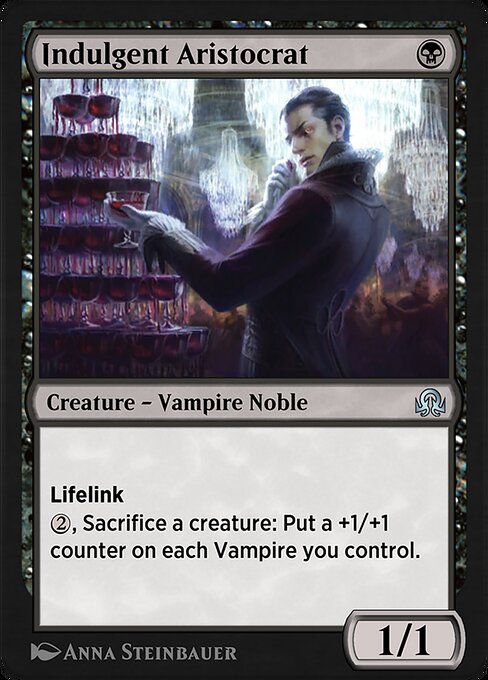 Indulgent Aristocrat
Creature – Vampire Noble
Lifelink
2, Sacrifice a creature: Put a +1/+1
counter on each Vampire you control.
1/1
Anna Steinbauer